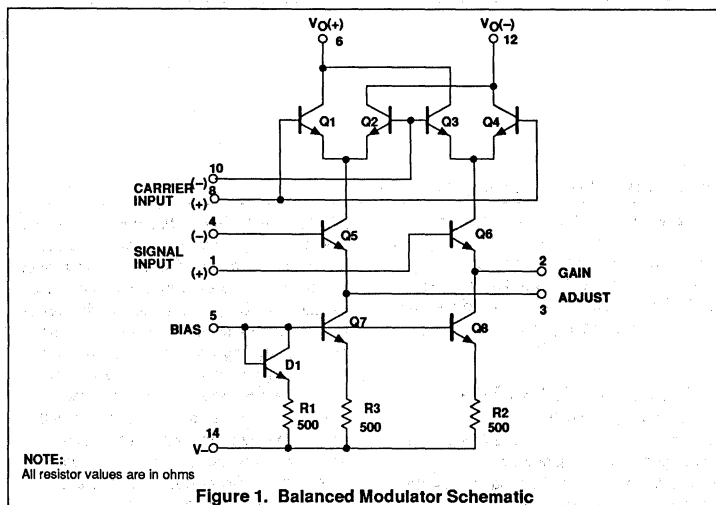 VO(+)
6
VO(–)
12
Q1
Q2
Q3
Q4
10
CARRIER (–)
8
INPUT (+)
4
(–)
SIGNAL
INPUT
1
(+)
Q5
Q6
2
GAIN
ADJUST
3
5
BIAS
Q7
Q8
D1
R1
500
R3
500
R2
500
14
V–
NOTE:
All resistor values are in ohms
Figure 1. Balanced Modulator Schematic